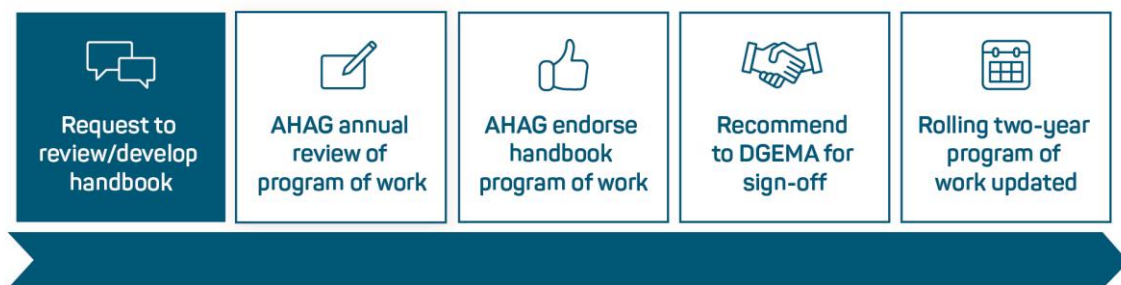 Request to
review/develop
handbook
AHAG annual
review of
program of work
AHAG endorse
handbook
program of work
Recommend
to DGEMA for
sign-off
Rolling two-year
program of
work updated